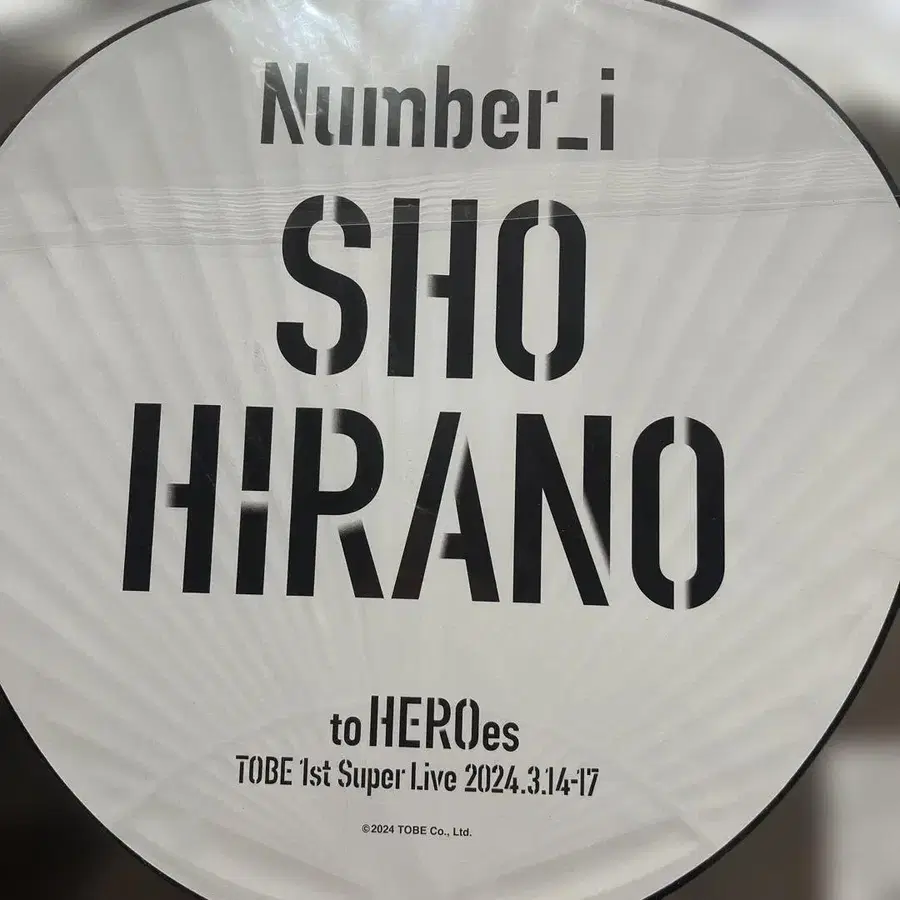 Number_i
SHO
HiRANO
to HEROes
TOBE 1st Super Live 2024.3.14-17
©2024 TOBE Co., Ltd.